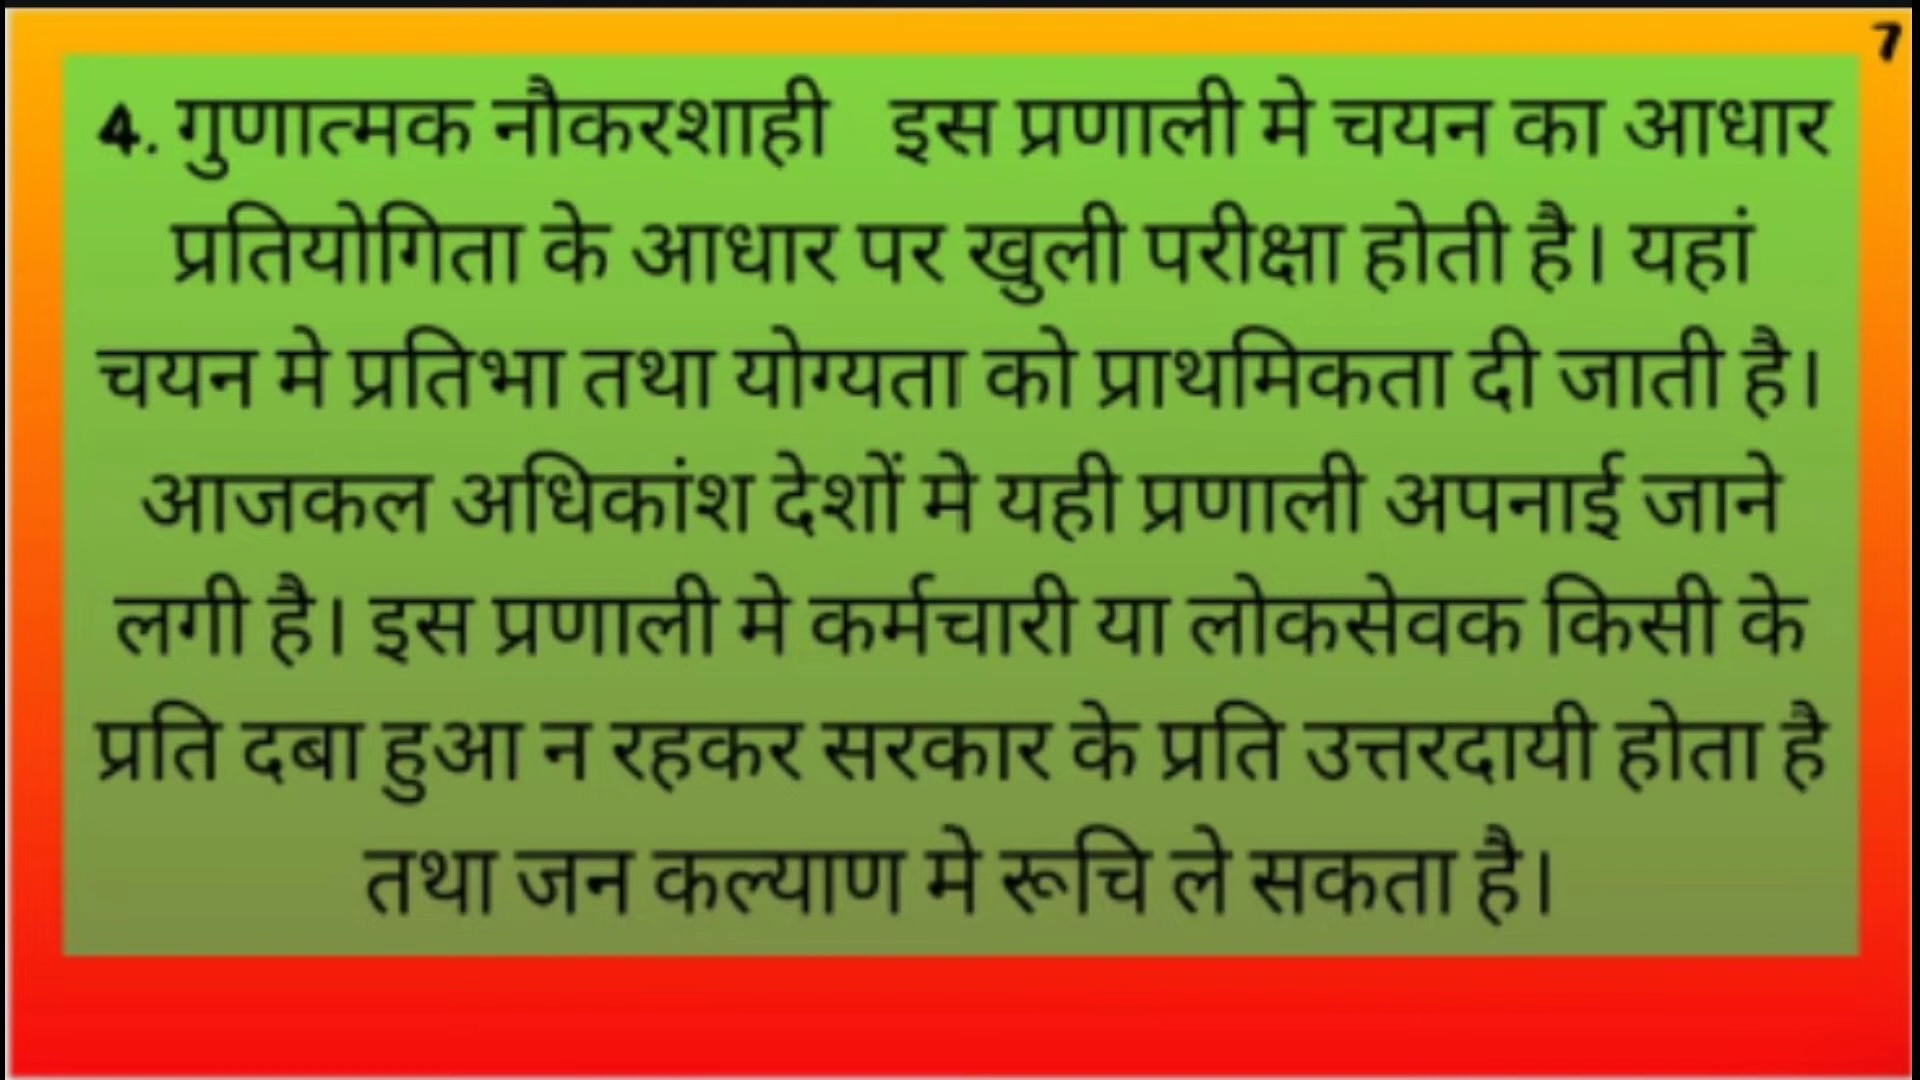 7
4. गुणात्मक नौकरशाही इस प्रणाली मे चयन का आधार
प्रतियोगिता के आधार पर खुली परीक्षा होती है। यहां
चयन मे प्रतिभा तथा योग्यता को प्राथमिकता दी जाती है।
आजकल अधिकांश देशों मे यही प्रणाली अपनाई जाने
लगी है। इस प्रणाली मे कर्मचारी या लोकसेवक किसी के
प्रति दबा हुआ न रहकर सरकार के प्रति उत्तरदायी होता है
तथा जन कल्याण मे रूचि ले सकता है।